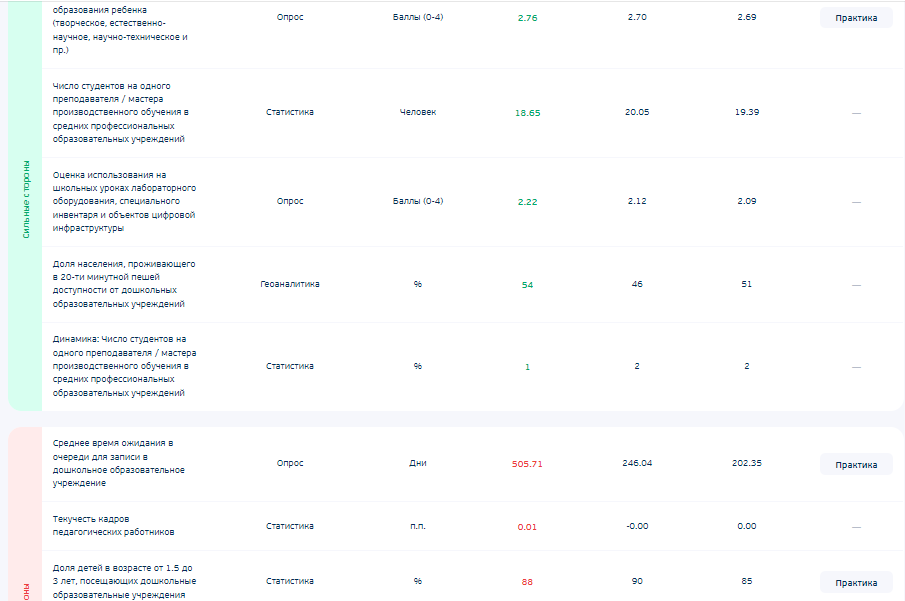 образования ребенка
(творческое, естественно-
научное, научно-техническое и
пр.)
Опрос
Баллы (0-4)
2.76
2.70
2.69
Практика
Сильные стороны
Число студентов на одного
преподавателя / мастера
производственного обучения в
средних профессиональных
образовательных учреждений
Статистика
Человек
18.65
20.05
19.39
—
Оценка использования на
школьных уроках лабораторного
оборудования, специального
инвентаря и объектов цифровой
инфраструктуры
Опрос
Баллы (0-4)
2.22
2.12
2.09
—
Доля населения, проживающего
в 20-ти минутной пешей
доступности от дошкольных
образовательных учреждений
Геоаналитика
%
54
46
51
—
Динамика: Число студентов на
одного преподавателя / мастера
производственного обучения в
средних профессиональных
образовательных учреждений
Статистика
%
1
2
2
—
Среднее время ожидания в
очереди для записи в
дошкольное образовательное
учреждение
Опрос
Дни
505.71
246.04
202.35
Практика
Текучесть кадров
педагогических работников
Статистика
п.п.
0.01
-0.00
0.00
—
Доля детей в возрасте от 1.5 до
3 лет, посещающих дошкольные
образовательные учреждения
Статистика
%
88
90
85
Практика